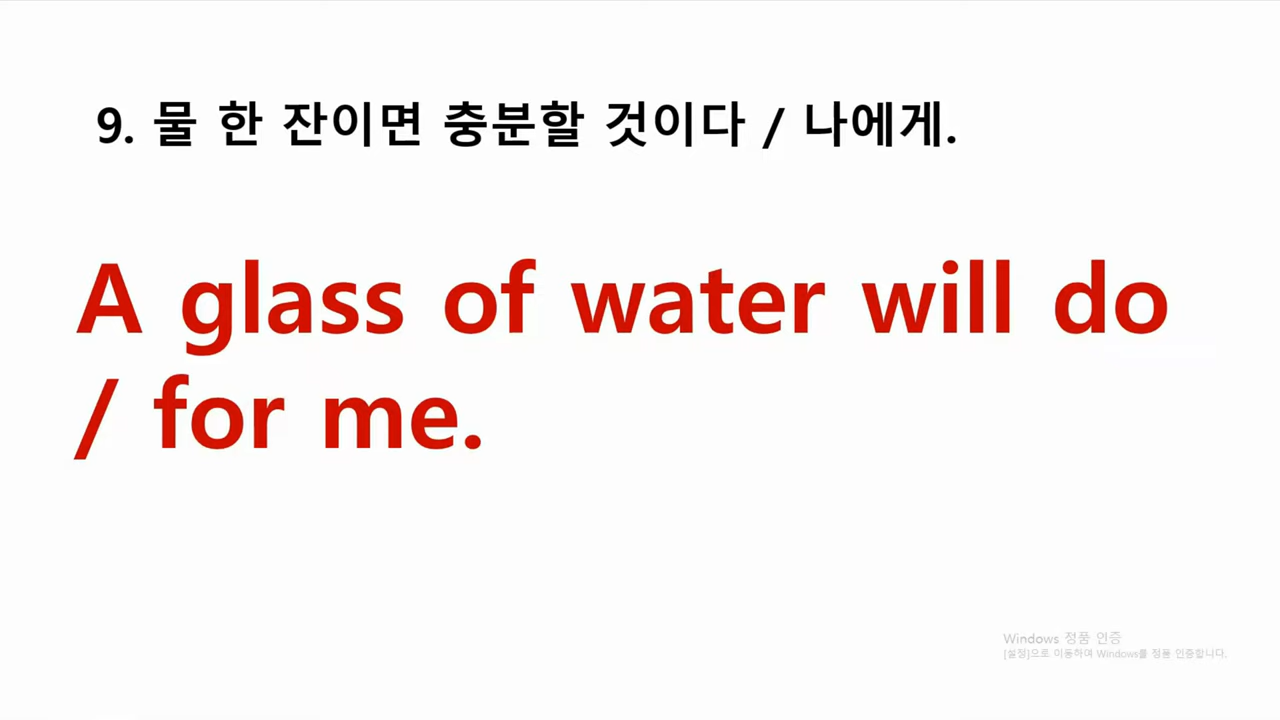 9. 물 한 잔이면 충분할 것이다 / 나에게.
A glass of water will do
/ for me.
Windows 정품 인증
[설정]으로 이동하여 Windows를 정품 인증합니다.